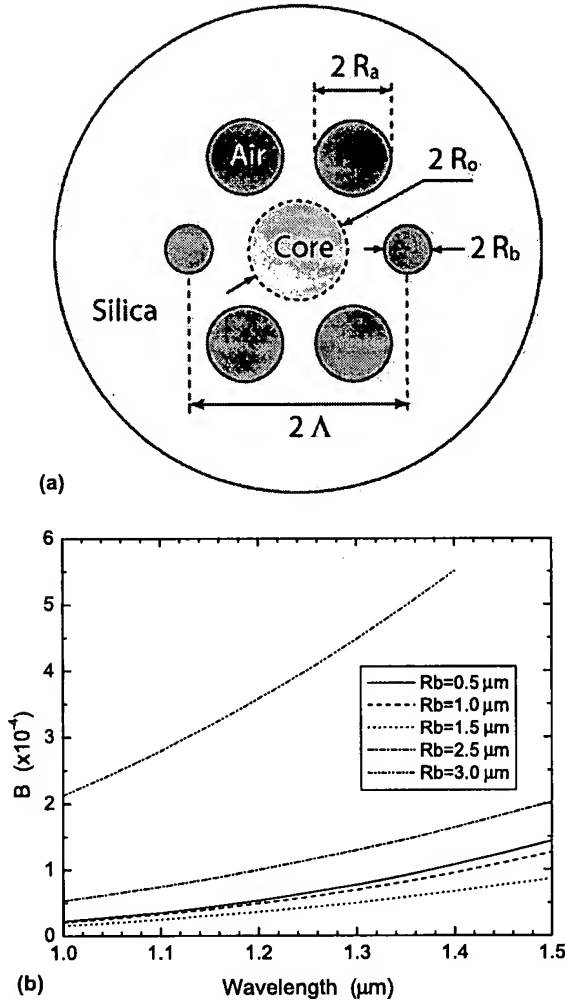 2 Ra
Air
2 Ro
Core
2 Rb
Silica
2 Λ
(a)
6
5
4
3
2
1
0
B (x10-4)
Rb=0.5 μm
Rb=1.0 μm
Rb=1.5 μm
Rb=2.5 μm
Rb=3.0 μm
1.0 1.1 1.2 1.3 1.4 1.5
(b)
Wavelength (μm)